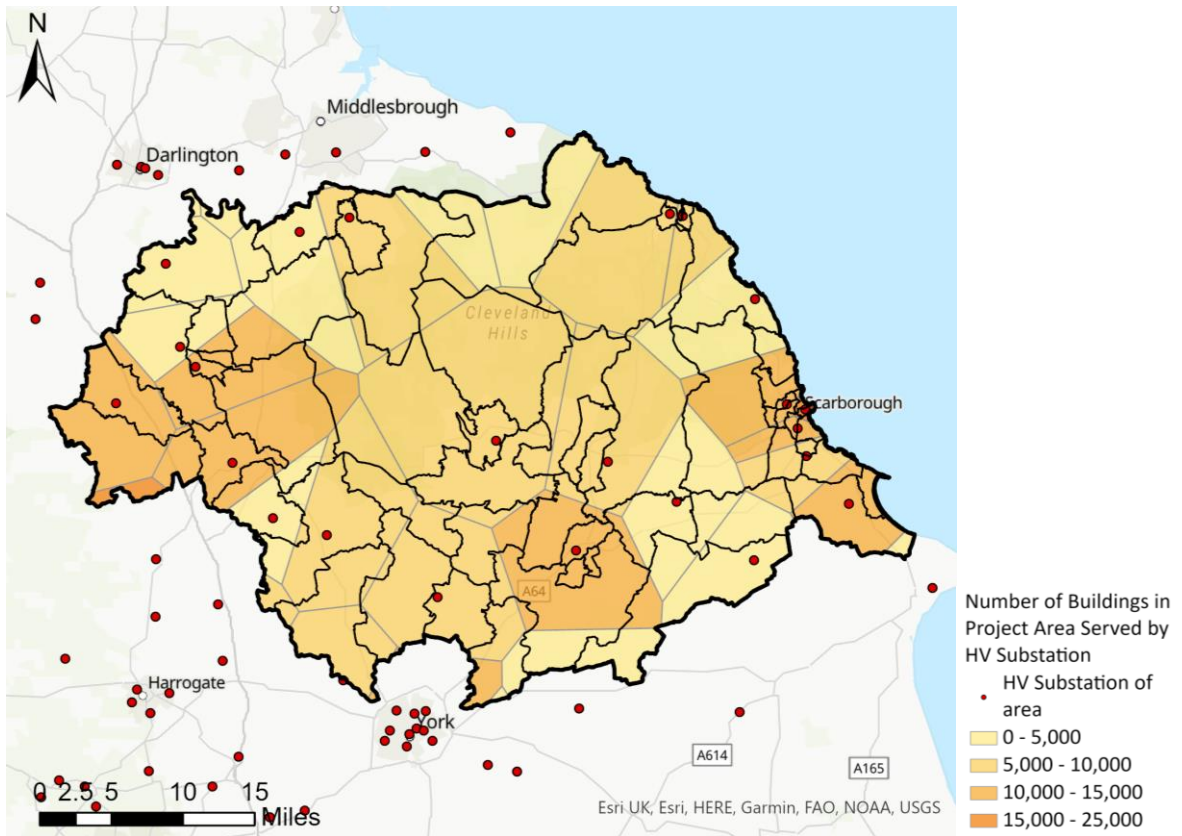 N
Middlesbrough
Darlington
Cleveland
Hills
Scarborough
A64
Harrogate
York
A614
A165
0 2.5 5 10 15
Miles
Esri UK, Esri, HERE, Garmin, FAO, NOAA, USGS
Number of Buildings in
Project Area Served by
HV Substation
HV Substation of
area
0 - 5,000
5,000 - 10,000
10,000 - 15,000
15,000 - 25,000